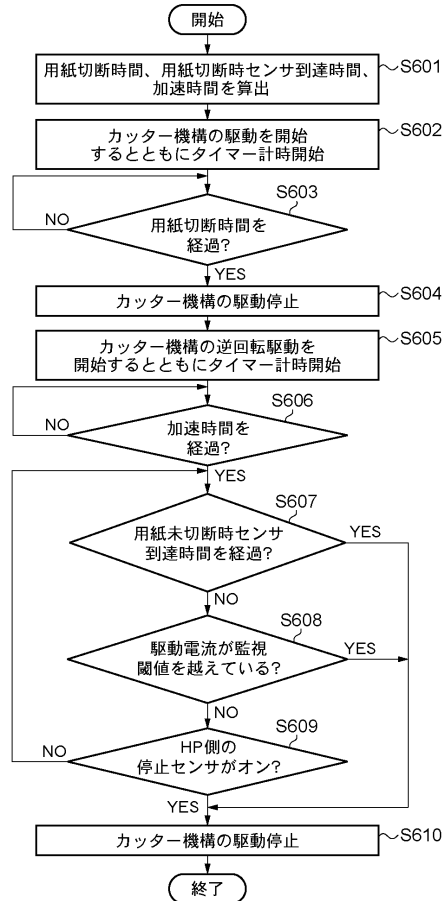 開始
用紙切断時間、用紙切断時センサ到達時間、
加速時間を算出
S601
カッター機構の駆動を開始
するとともにタイマー計時開始
S602
S603
用紙切断時間を
経過?
NO
YES
カッター機構の駆動停止
S604
カッター機構の逆回転駆動を
開始するとともにタイマー計時開始
S605
S606
加速時間を
経過?
NO
YES
S607
用紙未切断時センサ
到達時間を経過?
YES
NO
S608
駆動電流が監視
閾値を越えている?
YES
NO
S609
HP側の
停止センサがオン?
NO
YES
カッター機構の駆動停止
S610
終了